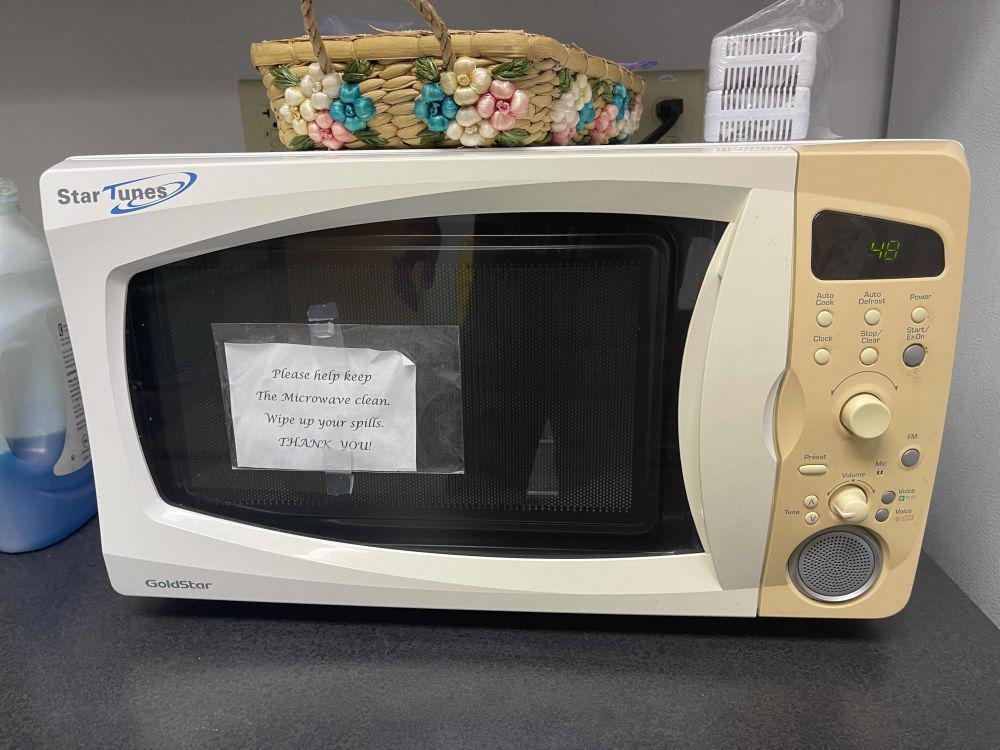 Star Tunes
48
Auto Cook
Auto Defrost
Power
Clock
Stop/ Clear
Start/ Ez-On
Please help keep
The Microwave clean.
Wipe up your spills.
THANK YOU!
FM
Preset
Mic
Volume
Voice
Tune
Voice
GoldStar